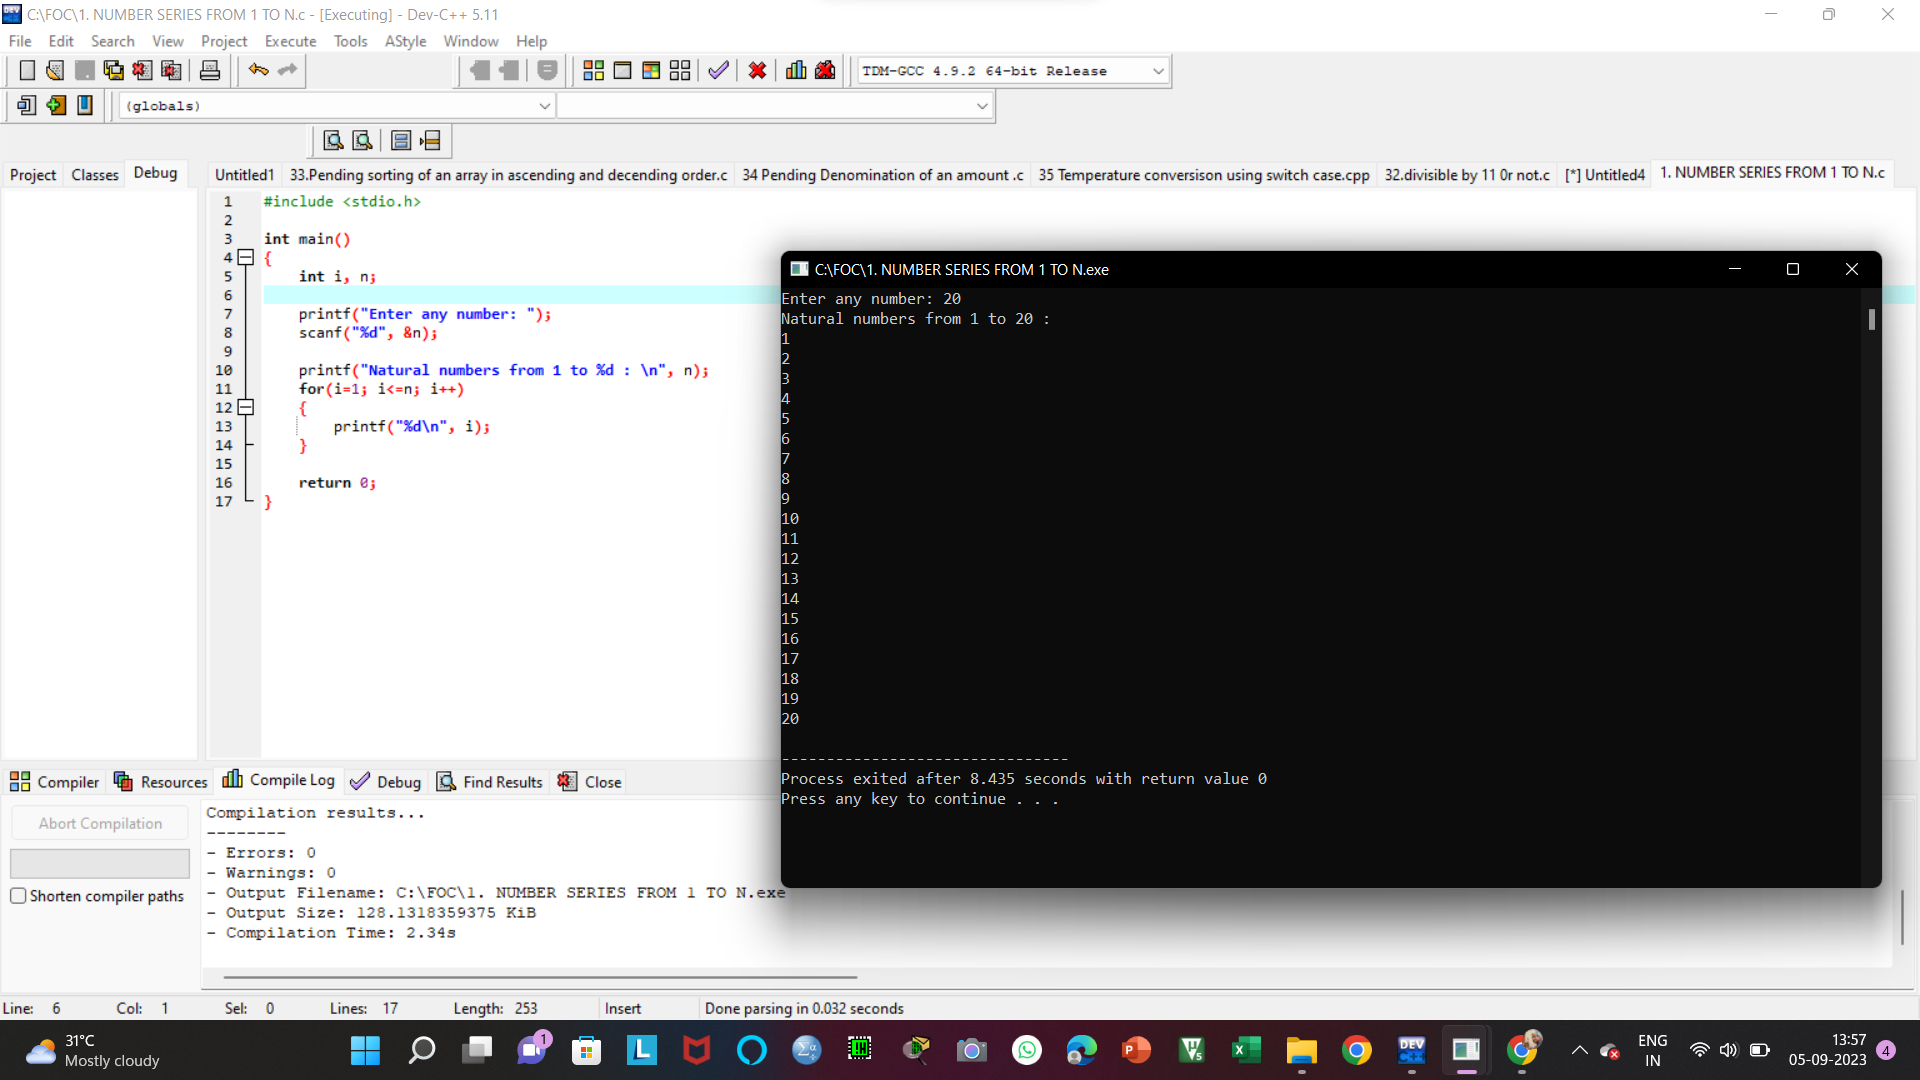 C:\FOC\1. NUMBER SERIES FROM 1 TO N.c - [Executing] - Dev-C++ 5.11
File Edit Search View Project Execute Tools AStyle Window Help
TDM-GCC 4.9.2 64-bit Release
(globals)
Project Classes Debug
Untitled1 33.Pending sorting of an array in ascending and decending order.c 34 Pending Denomination of an amount .c 35 Temperature conversison using switch case.cpp 32.divisible by 11 0r not.c [*] Untitled4 1. NUMBER SERIES FROM 1 TO N.c
1 #include <stdio.h>
2
3 int main()
4 {
5 int i, n;
6
7 printf("Enter any number: ");
8 scanf("%d", &n);
9
10 printf("Natural numbers from 1 to %d : \n", n);
11 for(i=1; i<=n; i++)
12 {
13 printf("%d\n", i);
14 }
15
16 return 0;
17 }
C:\FOC\1. NUMBER SERIES FROM 1 TO N.exe
Enter any number: 20
Natural numbers from 1 to 20 :
1
2
3
4
5
6
7
8
9
10
11
12
13
14
15
16
17
18
19
20
--------------------------------
Process exited after 8.435 seconds with return value 0
Press any key to continue . . .
Compiler Resources Compile Log Debug Find Results Close
Abort Compilation
Shorten compiler paths
Compilation results...
--------
- Errors: 0
- Warnings: 0
- Output Filename: C:\FOC\1. NUMBER SERIES FROM 1 TO N.exe
- Output Size: 128.1318359375 KiB
- Compilation Time: 2.34s
Line: 6 Col: 1 Sel: 0 Lines: 17 Length: 253 Insert Done parsing in 0.032 seconds
31°C
Mostly cloudy
1
L
DEV
ENG
IN
13:57
05-09-2023
4